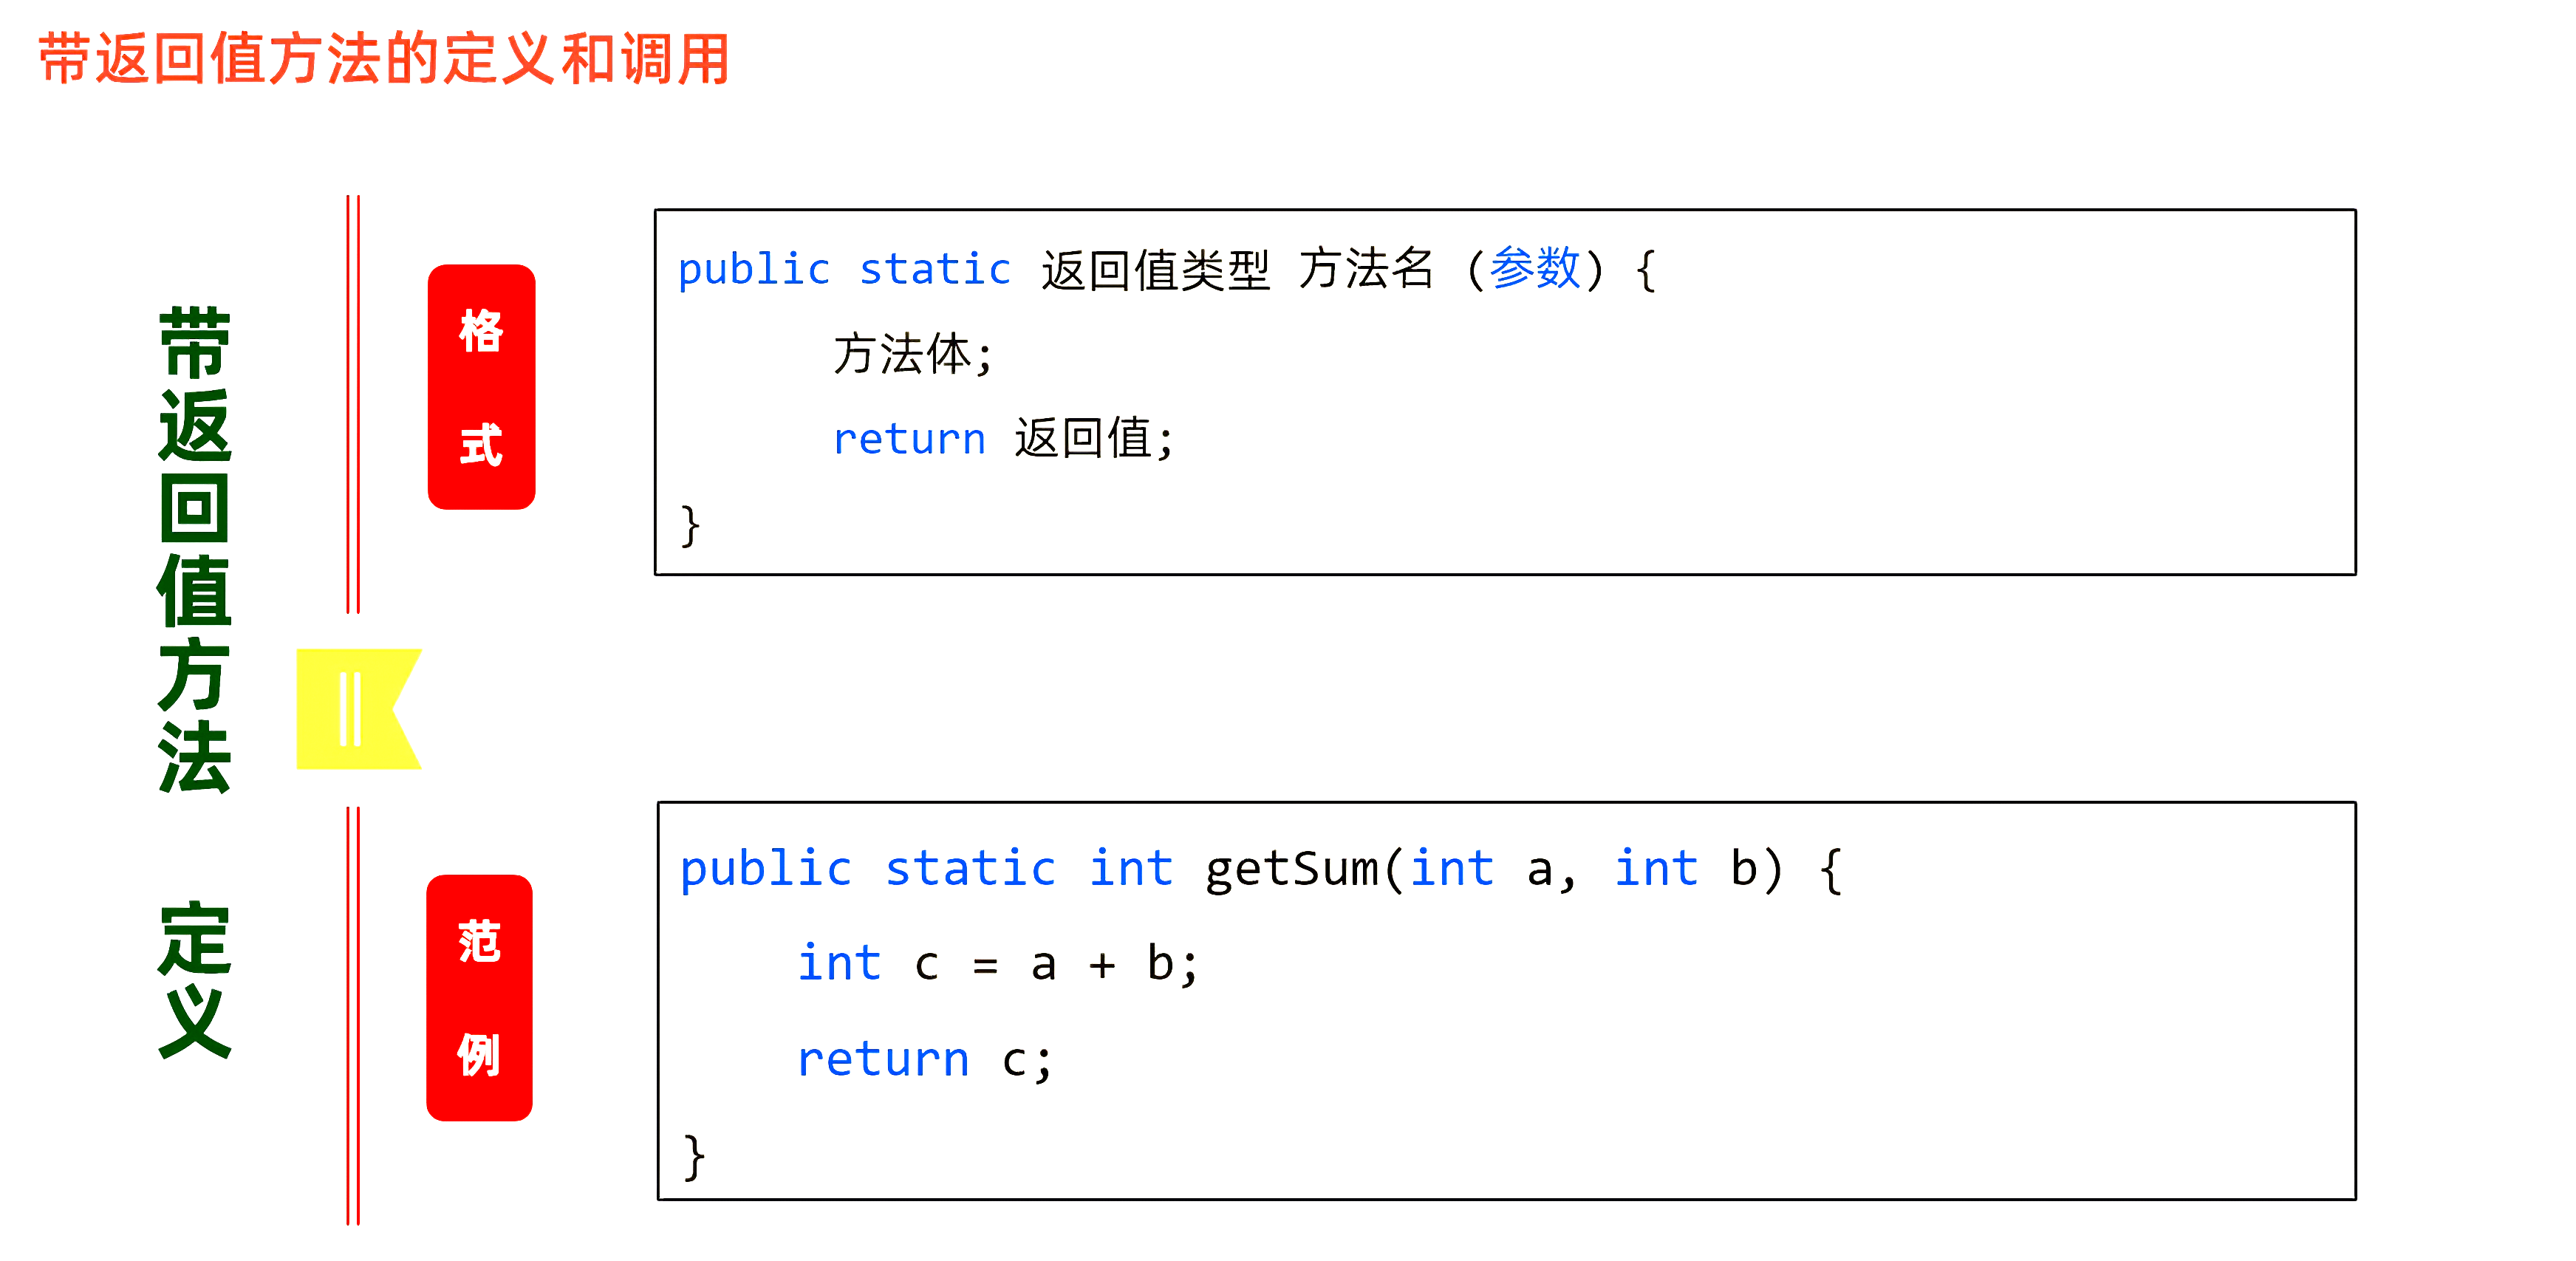 带返回值方法的定义和调用
带返回值方法 定义
格式
public static 返回值类型 方法名 (参数) {
方法体;
return 返回值;
}
范例
public static int getSum(int a, int b) {
int c = a + b;
return c;
}